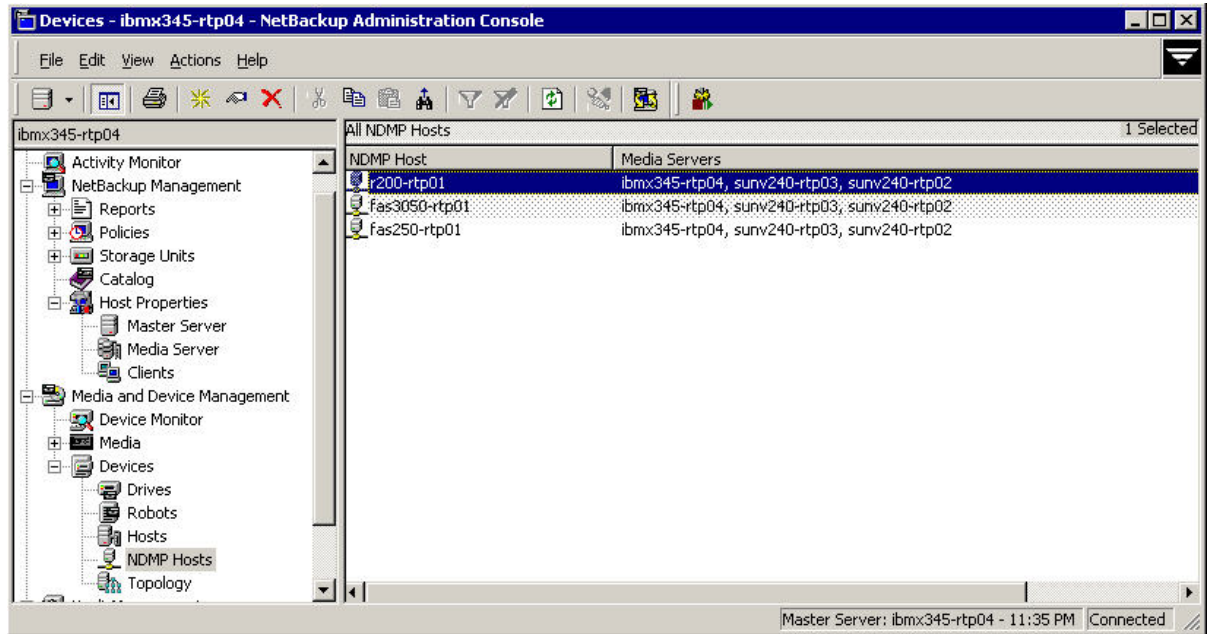 Devices - ibmx345-rtp04 - NetBackup Administration Console
File Edit View Actions Help
ibmx345-rtp04
All NDMP Hosts 1 Selected
Activity Monitor
NetBackup Management
Reports
Policies
Storage Units
Catalog
Host Properties
Master Server
Media Server
Clients
Media and Device Management
Device Monitor
Media
Devices
Drives
Robots
Hosts
NDMP Hosts
Topology
NDMP Host Media Servers
r200-rtp01 ibmx345-rtp04, sunv240-rtp03, sunv240-rtp02
fas3050-rtp01 ibmx345-rtp04, sunv240-rtp03, sunv240-rtp02
fas250-rtp01 ibmx345-rtp04, sunv240-rtp03, sunv240-rtp02
Master Server: ibmx345-rtp04 - 11:35 PM Connected